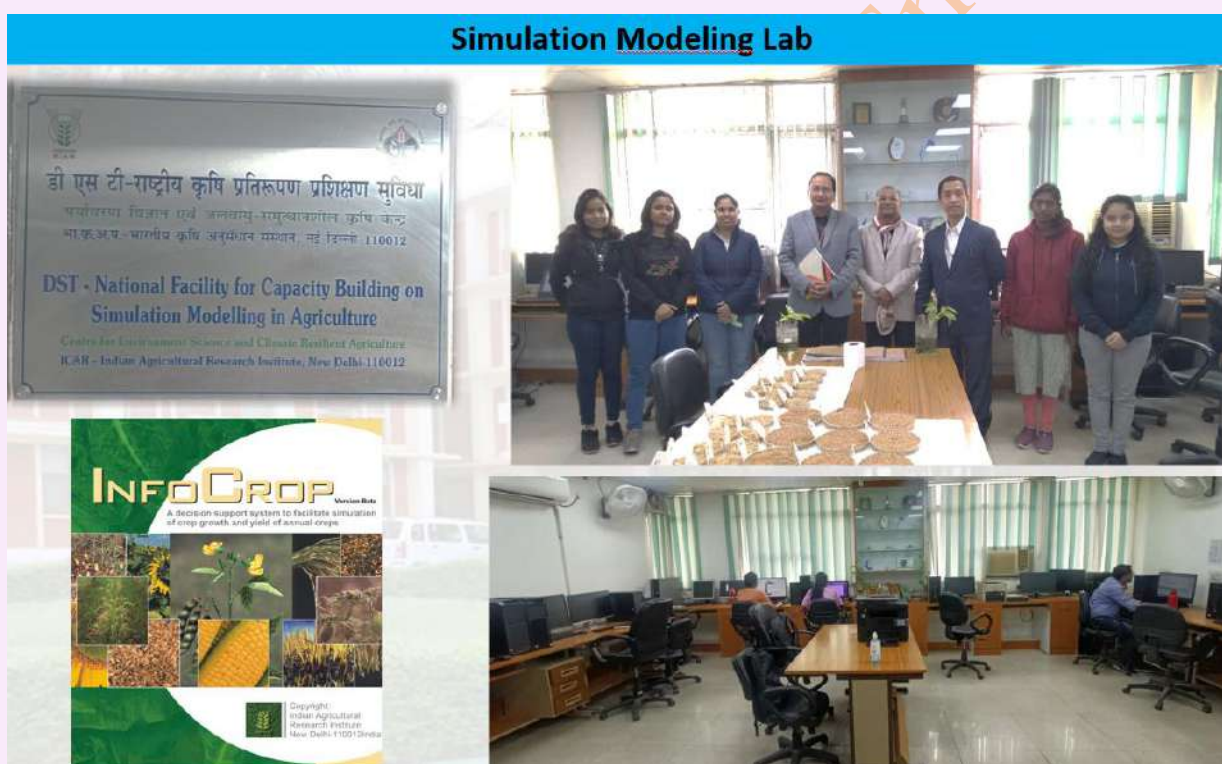 Simulation Modeling Lab
डी एस टी-राष्ट्रीय कृषि प्रतिरूपण प्रशिक्षण सुविधा
पर्यावरण विज्ञान एवं जलवायु-समुत्थानशील कृषि केन्द्र
भा.कृ.अ.प.-भारतीय कृषि अनुसंधान संस्थान, नई दिल्ली 110012
DST - National Facility for Capacity Building on
Simulation Modelling in Agriculture
Centre for Environment Science and Climate Resilient Agriculture
ICAR - Indian Agricultural Research Institute, New Delhi-110012
INFOCROP
Version Beta
A decision support system to facilitate simulation
of crop growth and yield of annual crops
Copyright:
Indian Agricultural
Research Institute
New Delhi-110012India